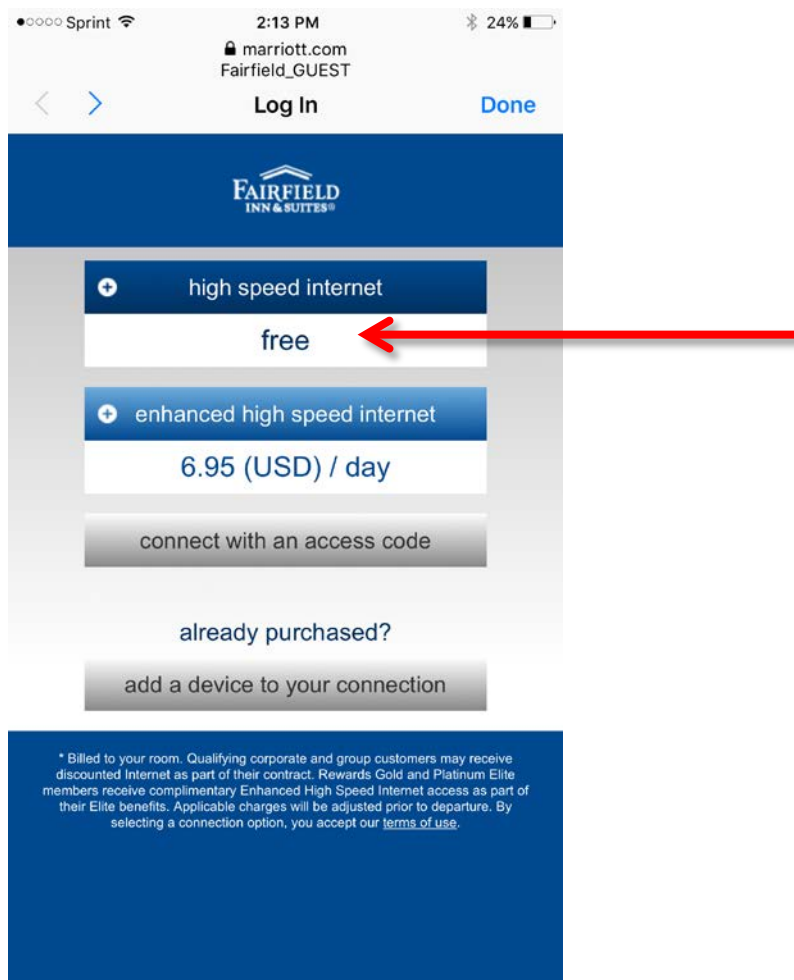 Sprint 2:13 PM 24%
marriott.com
Fairfield_GUEST
Log In Done
FAIRFIELD
INN & SUITES®
high speed internet
free
enhanced high speed internet
6.95 (USD) / day
connect with an access code
already purchased?
add a device to your connection
* Billed to your room. Qualifying corporate and group customers may receive
discounted Internet as part of their contract. Rewards Gold and Platinum Elite
members receive complimentary Enhanced High Speed Internet access as part of
their Elite benefits. Applicable charges will be adjusted prior to departure. By
selecting a connection option, you accept our terms of use.